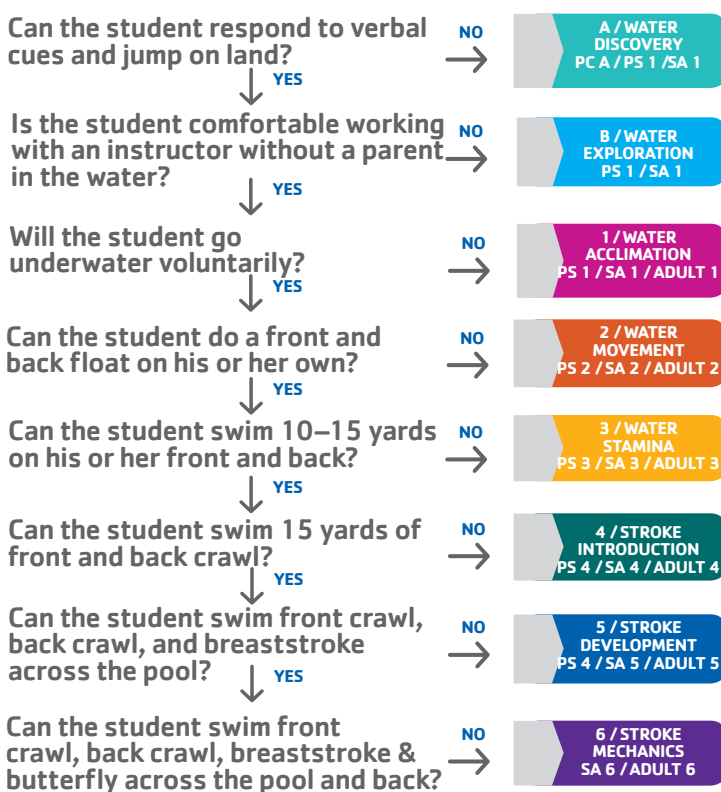 Can the student respond to verbal
cues and jump on land?
NO
A / WATER
DISCOVERY
PC A / PS 1 /SA 1
YES
Is the student comfortable working
with an instructor without a parent
in the water?
NO
B / WATER
EXPLORATION
PS 1 / SA 1
YES
Will the student go
underwater voluntarily?
NO
1 / WATER
ACCLIMATION
PS 1 / SA 1 / ADULT 1
YES
Can the student do a front and
back float on his or her own?
NO
2 / WATER
MOVEMENT
PS 2 / SA 2 / ADULT 2
YES
Can the student swim 10–15 yards
on his or her front and back?
NO
3 / WATER
STAMINA
PS 3 / SA 3 / ADULT 3
YES
Can the student swim 15 yards of
front and back crawl?
NO
4 / STROKE
INTRODUCTION
PS 4 / SA 4 / ADULT 4
YES
Can the student swim front crawl,
back crawl, and breaststroke
across the pool?
NO
5 / STROKE
DEVELOPMENT
PS 4 / SA 5 / ADULT 5
YES
Can the student swim front
crawl, back crawl, breaststroke &
butterfly across the pool and back?
NO
6 / STROKE
MECHANICS
SA 6 / ADULT 6